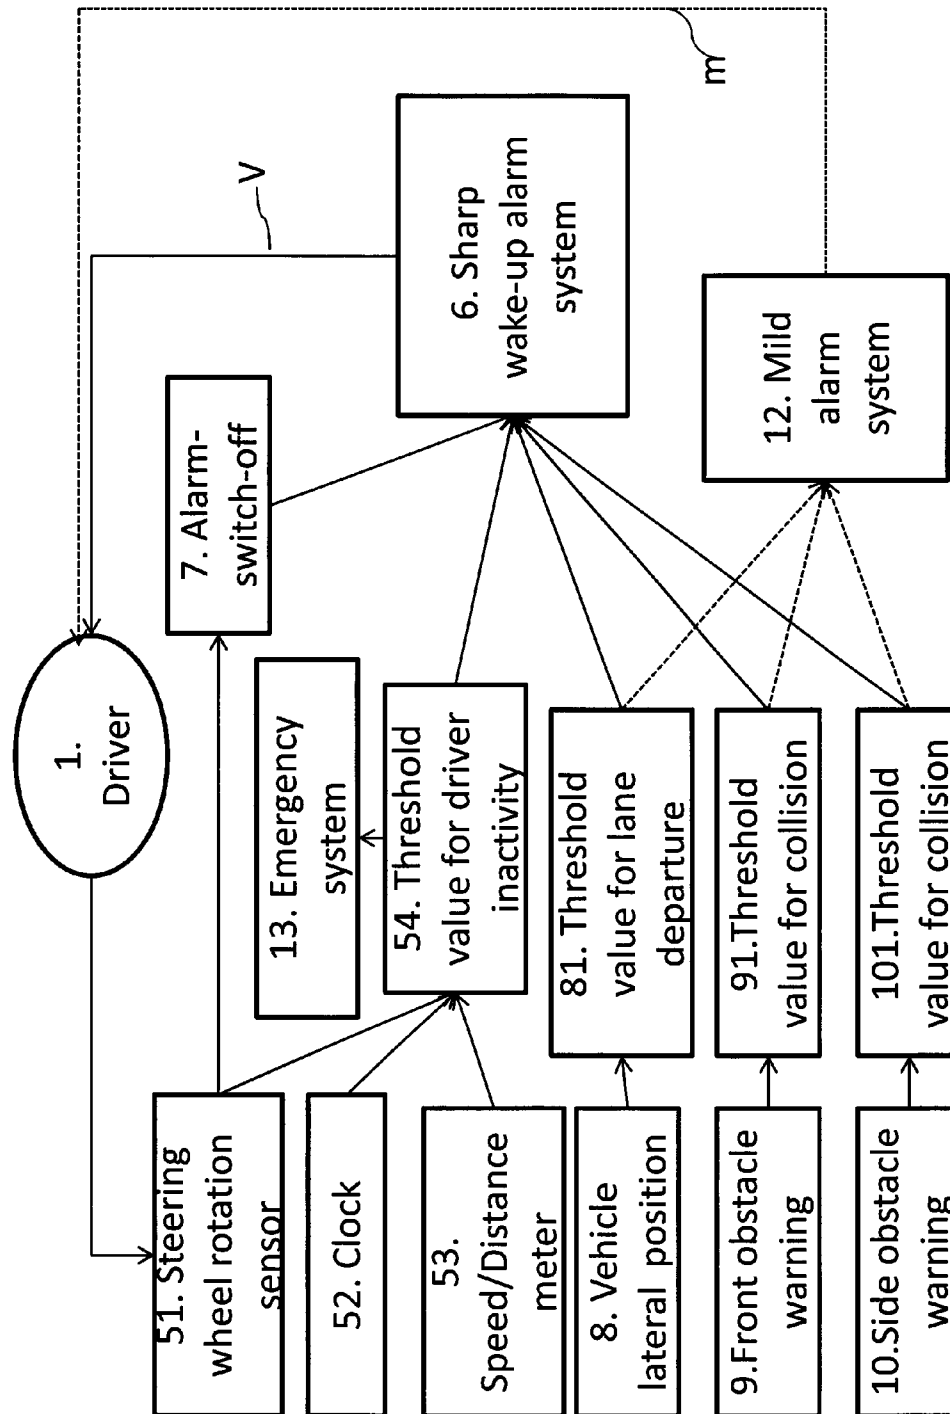 1.
Driver
51. Steering
wheel rotation
sensor
52. Clock
53.
Speed/Distance
meter
8. Vehicle
lateral position
9.Front obstacle
warning
10.Side obstacle
warning
7. Alarm-
switch-off
13. Emergency
system
54. Threshold
value for driver
inactivity
81. Threshold
value for lane
departure
91.Threshold
value for collision
101.Threshold
value for collision
6. Sharp
wake-up alarm
system
12. Mild
alarm
system
V
m